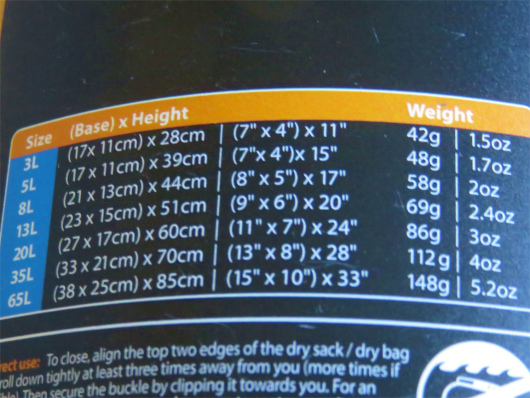 Size (Base) x Height Weight
3L (17x 11cm) x 28cm | (7" x 4") x 11" 42g | 1.5oz
5L (17 x 11cm) x 39cm | (7"x 4")x 15" 48g | 1.7oz
8L (21 x 13cm) x 44cm | (8" x 5") x 17" 58g | 2oz
13L (23 x 15cm) x 51cm | (9" x 6") x 20" 69g | 2.4oz
20L (27 x 17cm) x 60cm | (11" x 7") x 24" 86g | 3oz
35L (33 x 21cm) x 70cm | (13" x 8") x 28" 112g | 4oz
65L (38 x 25cm) x 85cm | (15" x 10") x 33" 148g | 5.2oz
rect use: To close, align the top two edges of the dry sack / dry bag
roll down tightly at least three times away from you (more times if
ible) Then secure the buckle by clipping it towards you. For an